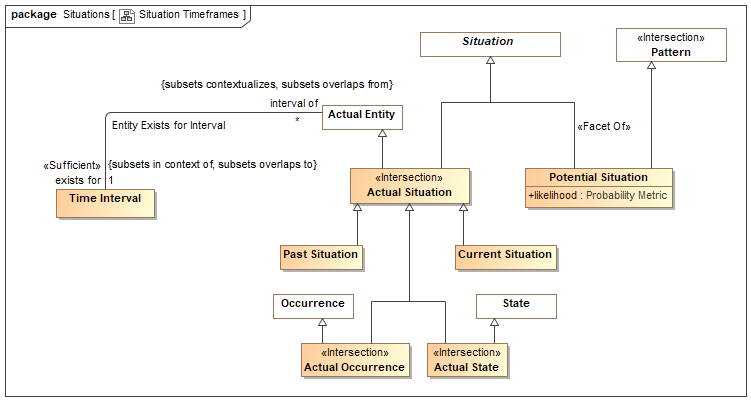 package Situations [ Situation Timeframes ]
Situation
«Intersection»
Pattern
{subsets contextualizes, subsets overlaps from}
interval of
*
Actual Entity
Entity Exists for Interval
«Facet Of»
«Sufficient»
{subsets in context of, subsets overlaps to}
exists for
1
Time Interval
«Intersection»
Actual Situation
Potential Situation
+likelihood : Probability Metric
Past Situation
Current Situation
Occurrence
State
«Intersection»
Actual Occurrence
«Intersection»
Actual State